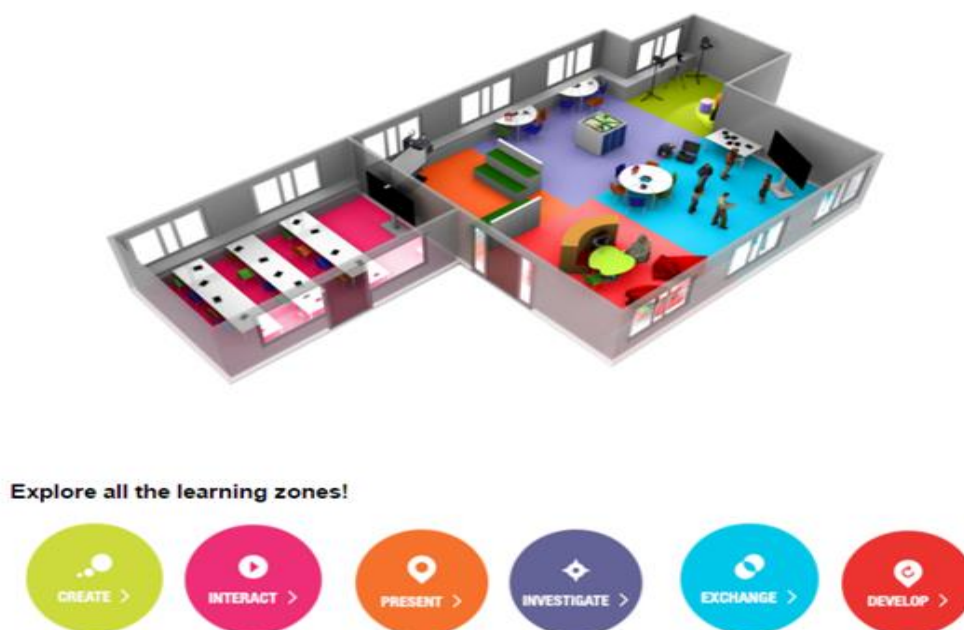 Explore all the learning zones!
CREATE >
INTERACT >
PRESENT >
INVESTIGATE >
EXCHANGE >
DEVELOP >